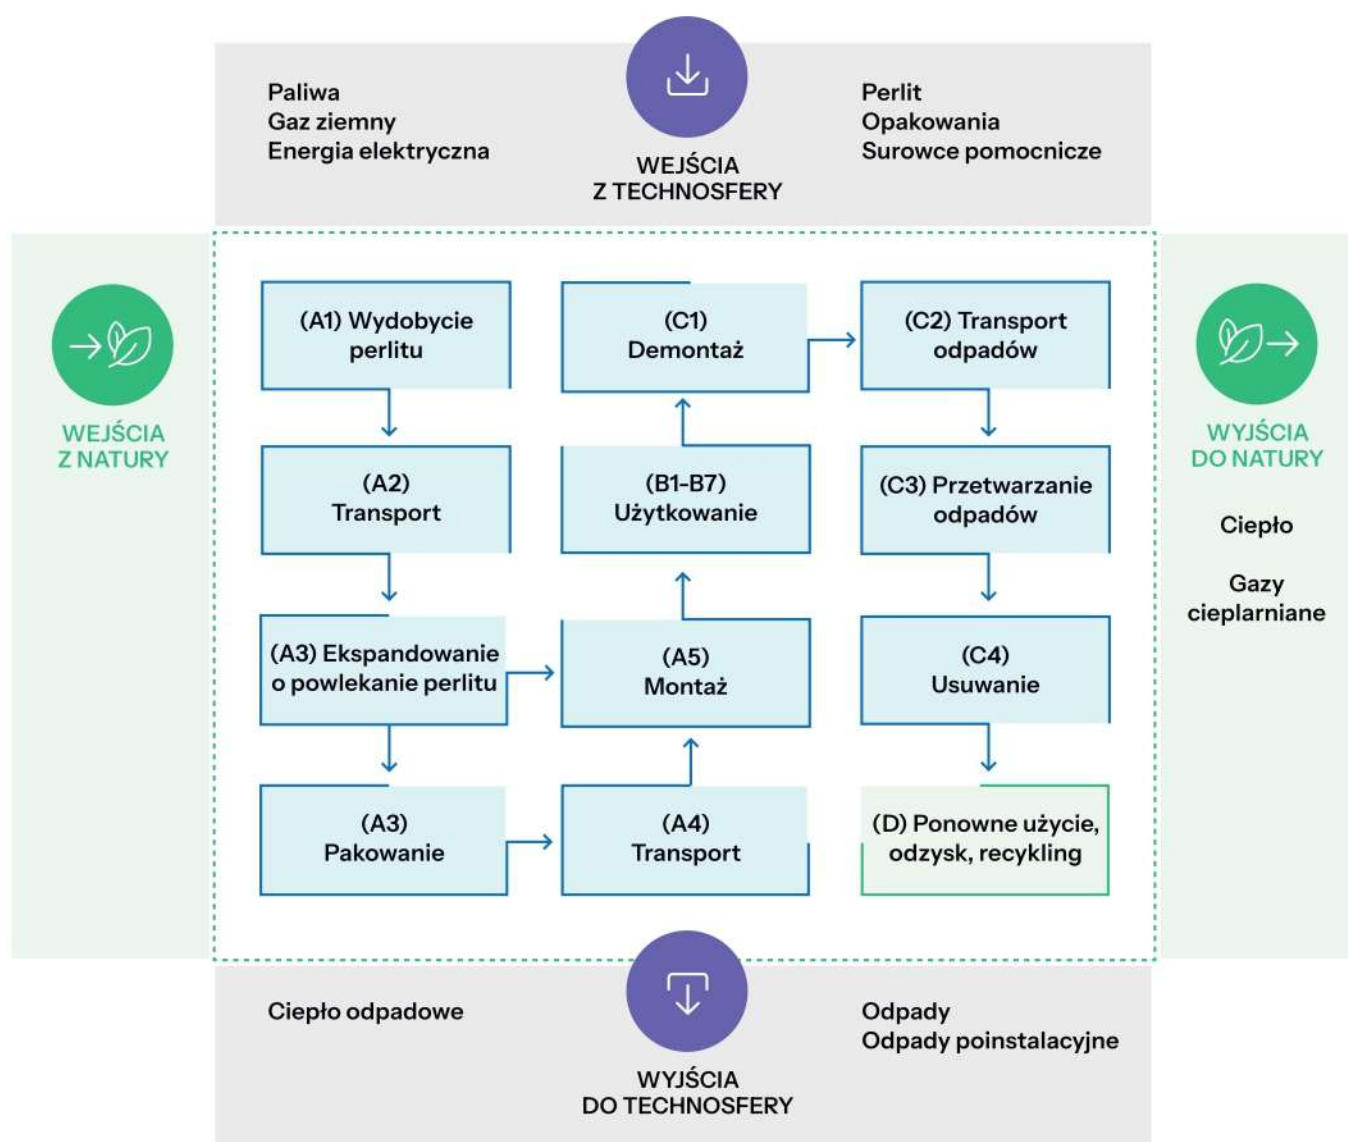 Paliwa
Gaz ziemny
Energia elektryczna
WEJŚCIA
Z TECHNOSFERY
Perlit
Opakowania
Surowce pomocnicze
WEJŚCIA
Z NATURY
(A1) Wydobycie
perlitu
(A2)
Transport
(A3) Ekspandowanie
o powlekanie perlitu
(A3)
Pakowanie
(A4)
Transport
(A5)
Montaż
(B1-B7)
Użytkowanie
(C1)
Demontaż
(C2) Transport
odpadów
(C3) Przetwarzanie
odpadów
(C4)
Usuwanie
(D) Ponowne użycie,
odzysk, recykling
WYJŚCIA
DO NATURY
Ciepło
Gazy
cieplarniane
Ciepło odpadowe
WYJŚCIA
DO TECHNOSFERY
Odpady
Odpady poinstalacyjne